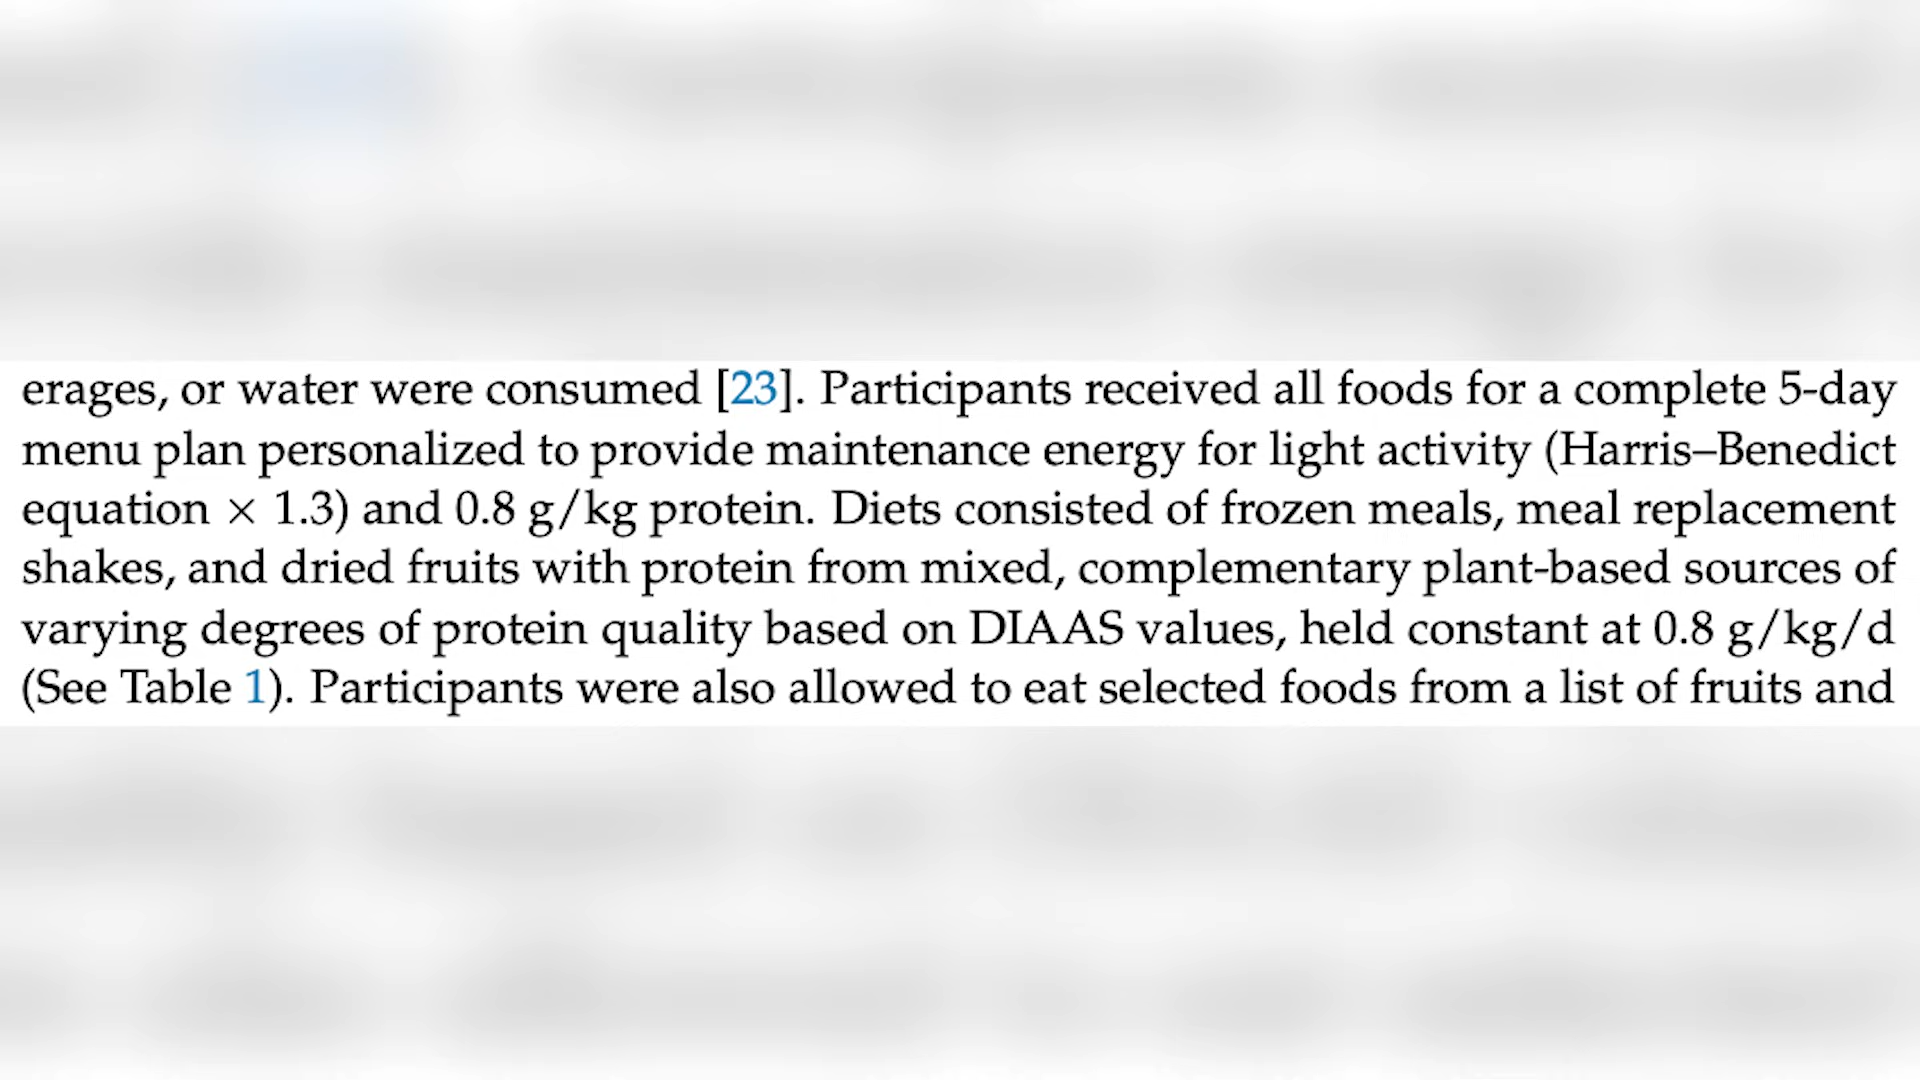 erages, or water were consumed [23]. Participants received all foods for a complete 5-day
menu plan personalized to provide maintenance energy for light activity (Harris–Benedict
equation × 1.3) and 0.8 g/kg protein. Diets consisted of frozen meals, meal replacement
shakes, and dried fruits with protein from mixed, complementary plant-based sources of
varying degrees of protein quality based on DIAAS values, held constant at 0.8 g/kg/d
(See Table 1). Participants were also allowed to eat selected foods from a list of fruits and